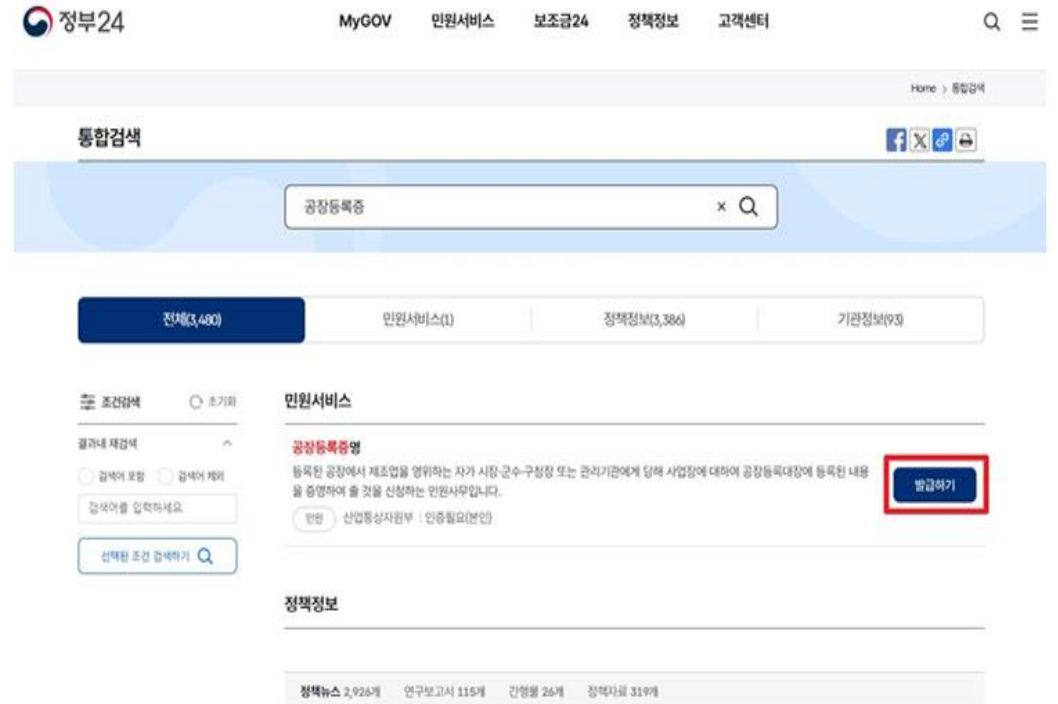 정부24
MyGOV 민원서비스 보조금24 정책정보 고객센터
Home > 통합검색
통합검색
공장등록증 ×
전체(3,480) 민원서비스(1) 정책정보(3,386) 기관정보(93)
조건검색 초기화
결과내 재검색
검색어 포함 검색어 제외
검색어를 입력하세요.
선택된 조건 검색하기
민원서비스
공장등록증명
등록된 공장에서 제조업을 영위하는 자가 시장·군수·구청장 또는 관리기관에게 당해 사업장에 대하여 공장등록대장에 등록된 내용
을 증명하여 줄 것을 신청하는 민원사무입니다.
민원 산업통상자원부 | 인증필요(본인)
발급하기
정책정보
정책뉴스 2,926개 연구보고서 115개 간행물 26개 정책자료 319개